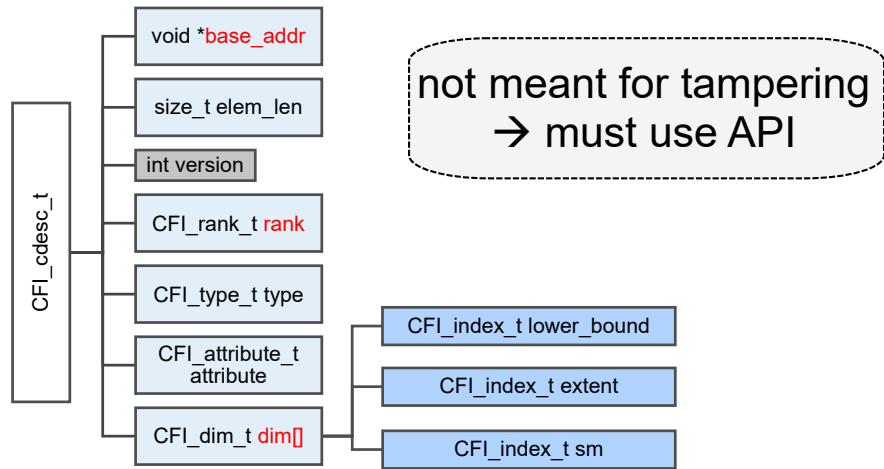 CFI_cdesc_t
void *base_addr
size_t elem_len
int version
CFI_rank_t rank
CFI_type_t type
CFI_attribute_t
attribute
CFI_dim_t dim[]
CFI_index_t lower_bound
CFI_index_t extent
CFI_index_t sm
not meant for tampering
→ must use API